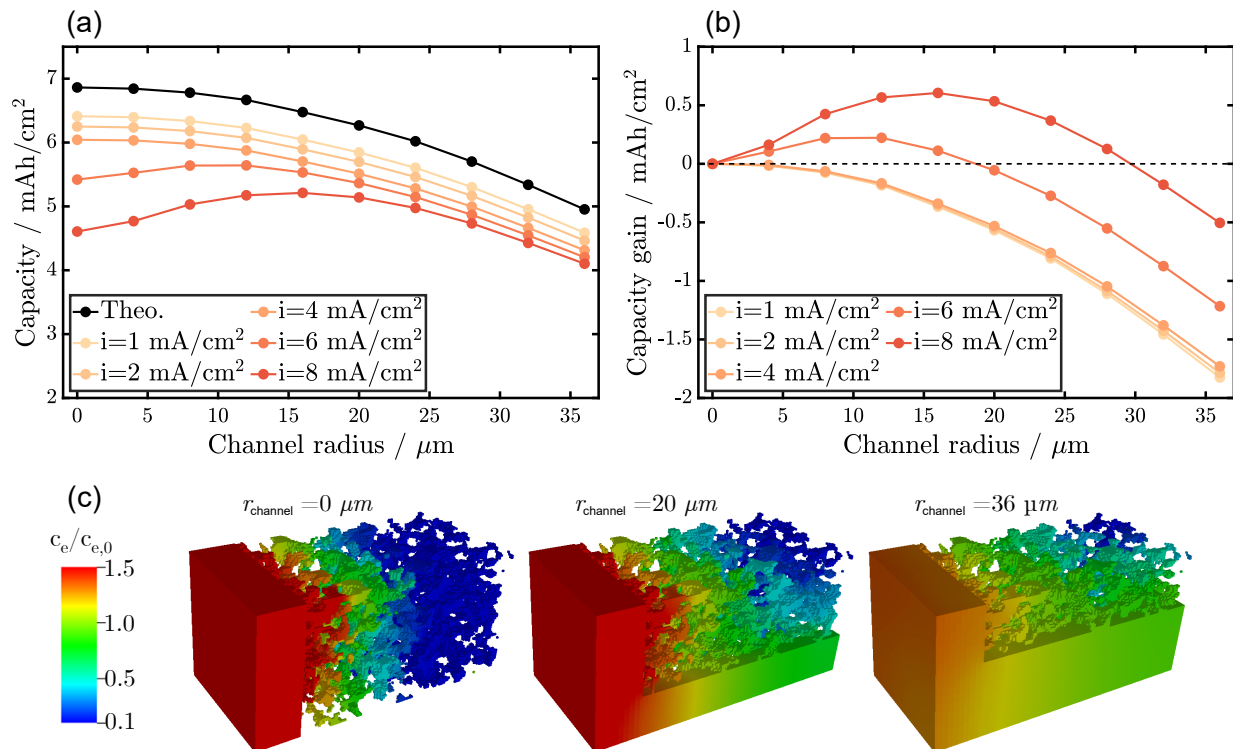 (a)
Capacity / mAh/cm²
7
6
5
4
3
2
0 5 10 15 20 25 30 35
Channel radius / μm
Theo.
i=1 mA/cm²
i=2 mA/cm²
i=4 mA/cm²
i=6 mA/cm²
i=8 mA/cm²
(b)
Capacity gain / mAh/cm²
1
0.5
0
-0.5
-1
-1.5
-2
0 5 10 15 20 25 30 35
Channel radius / μm
i=1 mA/cm²
i=2 mA/cm²
i=4 mA/cm²
i=6 mA/cm²
i=8 mA/cm²
(c)
cₑ/cₑ,₀
1.5
1.0
0.5
0.1
r_channel =0 μm
r_channel =20 μm
r_channel =36 μm